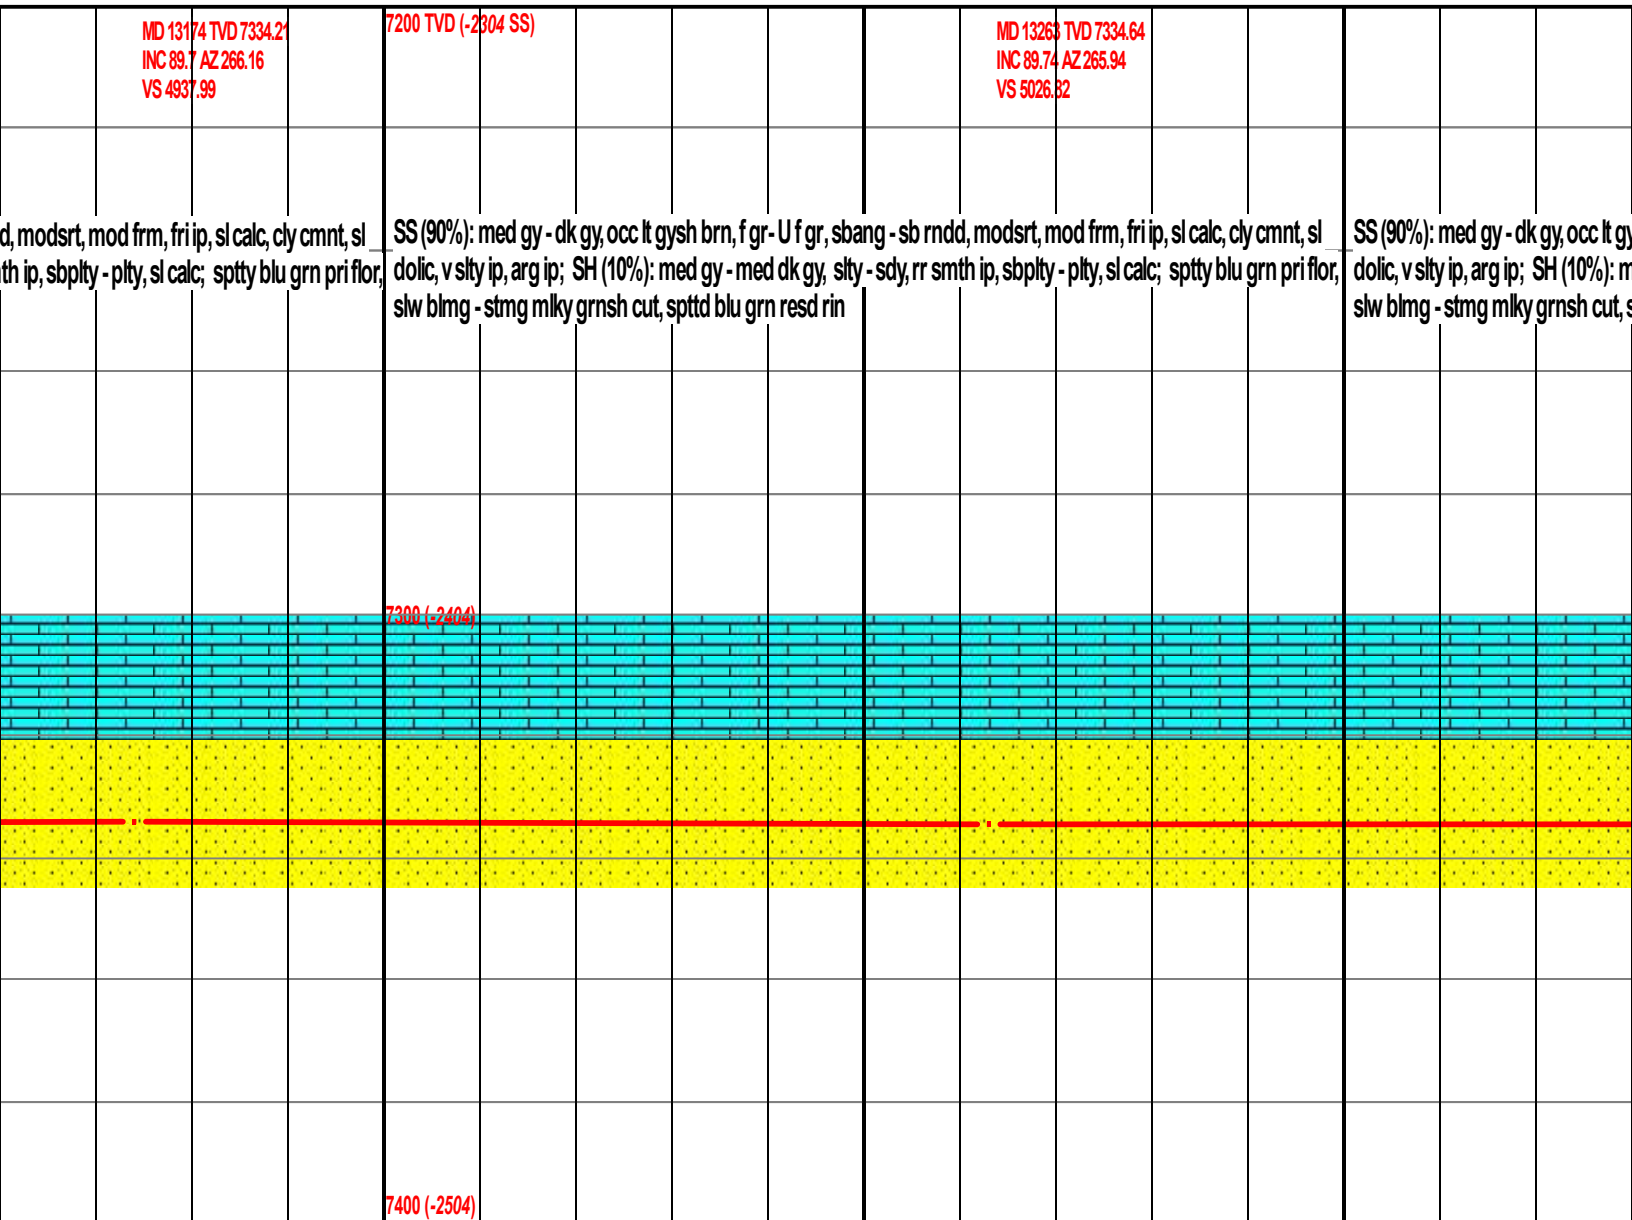 MD 13174 TVD 7334.21
INC 89.7 AZ 266.16
VS 4937.99
7200 TVD (-2304 SS)
MD 13263 TVD 7334.64
INC 89.74 AZ 265.94
VS 5026.82
d, modsrt, mod frm, fri ip, sl calc, cly cmnt, sl
th ip, sbplty - plty, sl calc; sptty blu grn pri flor,
SS (90%): med gy - dk gy, occ lt gysh brn, f gr- U f gr, sbang - sb rndd, modsrt, mod frm, fri ip, sl calc, cly cmnt, sl
dolic, v slty ip, arg ip; SH (10%): med gy - med dk gy, slty - sdy, rr smth ip, sbplty - plty, sl calc; sptty blu grn pri flor,
slw blmg - stmg mlky grnsh cut, spttd blu grn resd rin
SS (90%): med gy - dk gy, occ lt gy
dolic, v slty ip, arg ip; SH (10%): m
slw blmg - stmg mlky grnsh cut, s
7300 (-2404)
7400 (-2504)